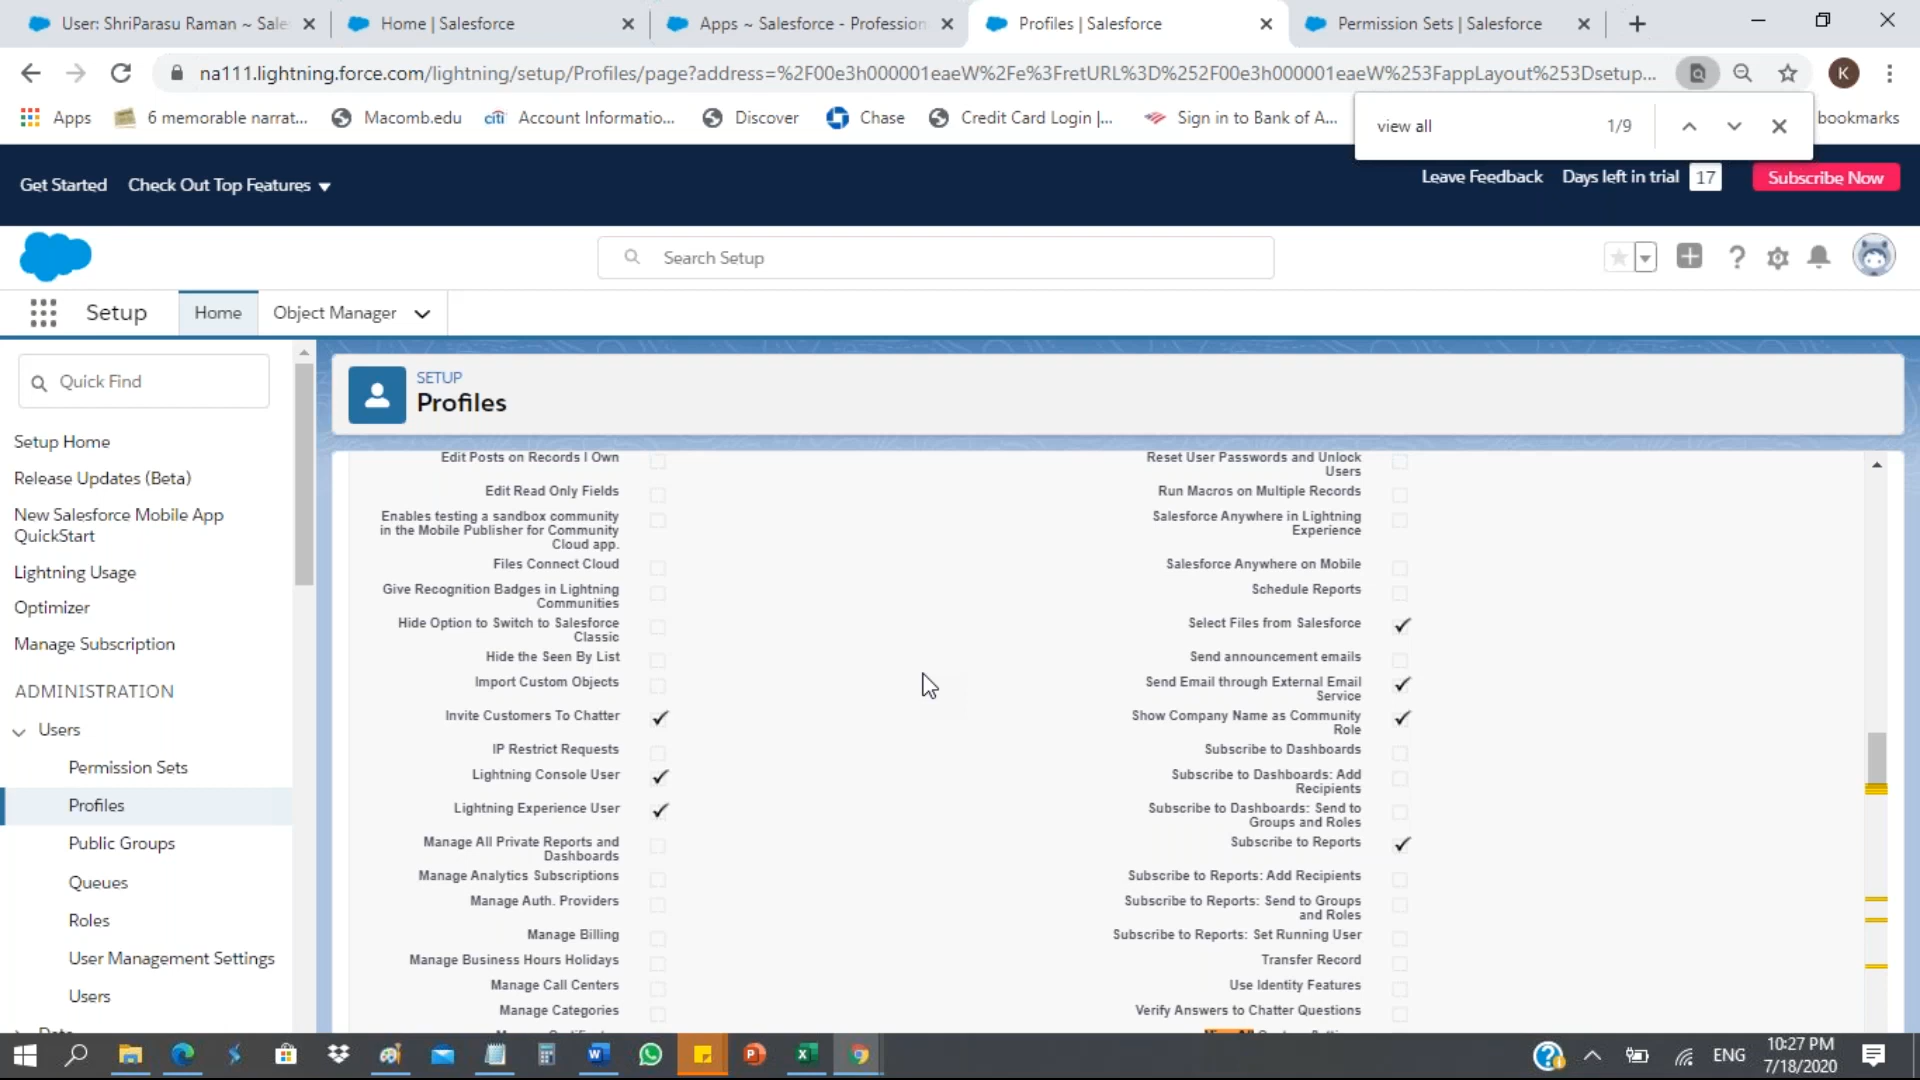 User: ShriParasu Raman ~ Sale
Home | Salesforce
Apps ~ Salesforce - Profession
Profiles | Salesforce
Permission Sets | Salesforce
na111.lightning.force.com/lightning/setup/Profiles/page?address=%2F00e3h000001eaeW%2Fe%3FretURL%3D%252F00e3h000001eaeW%253FappLayout%253Dsetup...
Apps
6 memorable narrat...
Macomb.edu
citi Account Informatio...
Discover
Chase
Credit Card Login |...
Sign in to Bank of A...
bookmarks
view all 1/9
Get Started
Check Out Top Features
Leave Feedback
Days left in trial 17
Subscribe Now
Search Setup
Setup
Home
Object Manager
Quick Find
Setup Home
Release Updates (Beta)
New Salesforce Mobile App
QuickStart
Lightning Usage
Optimizer
Manage Subscription
ADMINISTRATION
Users
Permission Sets
Profiles
Public Groups
Queues
Roles
User Management Settings
Users
SETUP
Profiles
Edit Posts on Records I Own
Edit Read Only Fields
Enables testing a sandbox community
in the Mobile Publisher for Community
Cloud app.
Files Connect Cloud
Give Recognition Badges in Lightning
Communities
Hide Option to Switch to Salesforce
Classic
Hide the Seen By List
Import Custom Objects
Invite Customers To Chatter
IP Restrict Requests
Lightning Console User
Lightning Experience User
Manage All Private Reports and
Dashboards
Manage Analytics Subscriptions
Manage Auth. Providers
Manage Billing
Manage Business Hours Holidays
Manage Call Centers
Manage Categories
Reset User Passwords and Unlock
Users
Run Macros on Multiple Records
Salesforce Anywhere in Lightning
Experience
Salesforce Anywhere on Mobile
Schedule Reports
Select Files from Salesforce
Send announcement emails
Send Email through External Email
Service
Show Company Name as Community
Role
Subscribe to Dashboards
Subscribe to Dashboards: Add
Recipients
Subscribe to Dashboards: Send to
Groups and Roles
Subscribe to Reports
Subscribe to Reports: Add Recipients
Subscribe to Reports: Send to Groups
and Roles
Subscribe to Reports: Set Running User
Transfer Record
Use Identity Features
Verify Answers to Chatter Questions
ENG
10:27 PM
7/18/2020